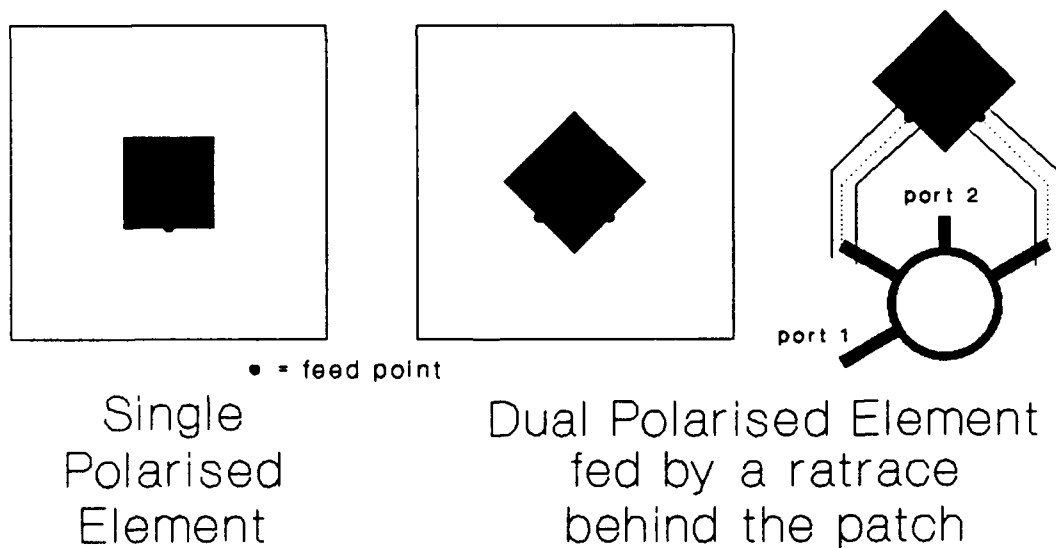 port 2
port 1
• = feed point
Single
Polarised
Element
Dual Polarised Element
fed by a ratrace
behind the patch